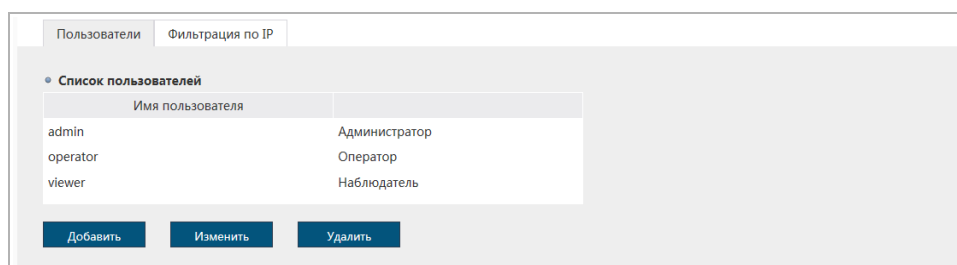 Пользователи Фильтрация по IP
Список пользователей
Имя пользователя
admin Администратор
operator Оператор
viewer Наблюдатель
Добавить Изменить Удалить